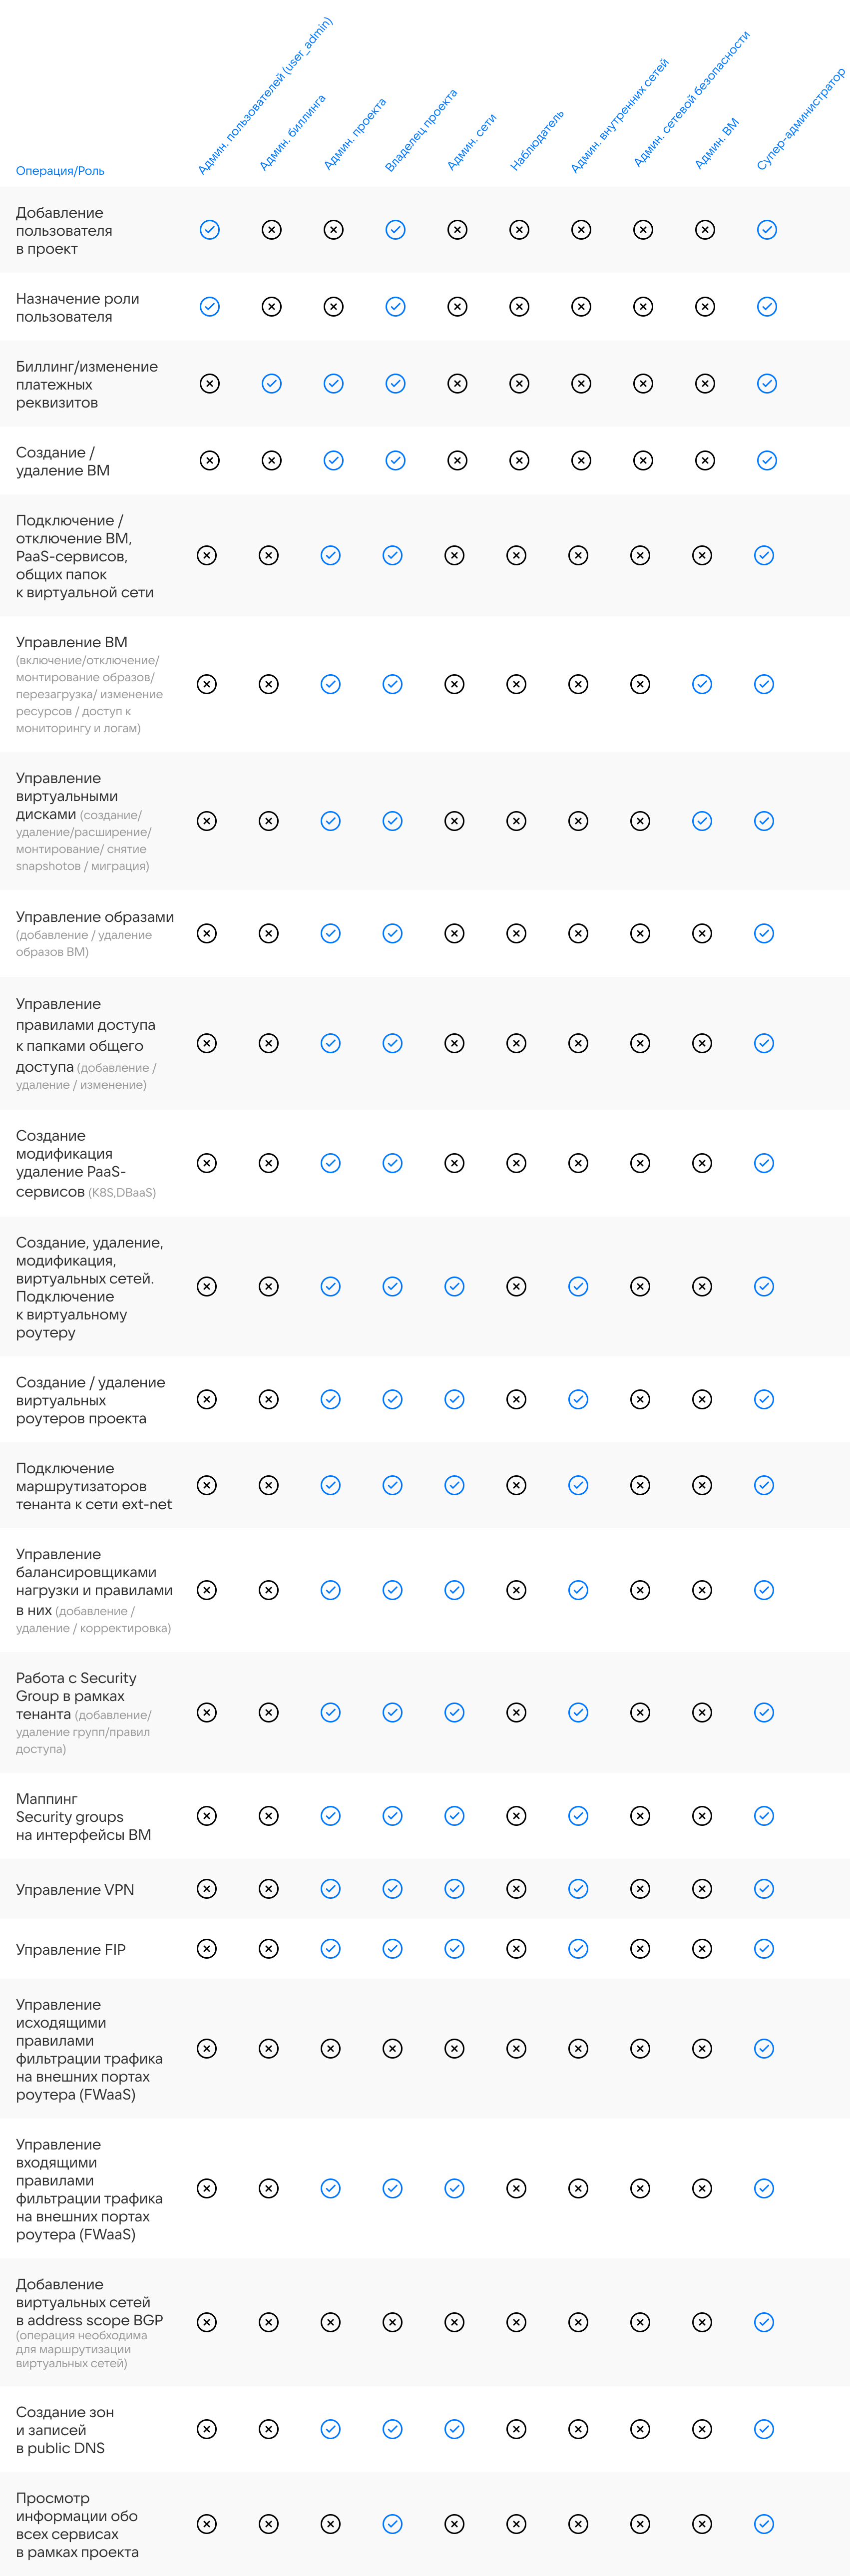 Операция/Роль
Админ. пользователей (user_admin)
Админ. биллинга
Админ. проекта
Владелец проекта
Админ. сети
Наблюдатель
Админ. внутренних сетей
Админ. сетевой безопасности
Админ. ВМ
Супер-администратор
Добавление
пользователя
в проект
Назначение роли
пользователя
Биллинг/изменение
платежных
реквизитов
Создание /
удаление ВМ
Подключение /
отключение ВМ,
PaaS-сервисов,
общих папок
к виртуальной сети
Управление ВМ
(включение/отключение/
монтирование образов/
перезагрузка/ изменение
ресурсов / доступ к
мониторингу и логам)
Управление
виртуальными
дисками (создание/
удаление/расширение/
монтирование/ снятие
snapshotов / миграция)
Управление образами
(добавление / удаление
образов ВМ)
Управление
правилами доступа
к папками общего
доступа (добавление /
удаление / изменение)
Создание
модификация
удаление PaaS-
сервисов (K8S,DBaaS)
Создание, удаление,
модификация,
виртуальных сетей.
Подключение
к виртуальному
роутеру
Создание / удаление
виртуальных
роутеров проекта
Подключение
маршрутизаторов
тенанта к сети ext-net
Управление
балансировщиками
нагрузки и правилами
в них (добавление /
удаление / корректировка)
Работа с Security
Group в рамках
тенанта (добавление/
удаление групп/правил
доступа)
Маппинг
Security groups
на интерфейсы ВМ
Управление VPN
Управление FIP
Управление
исходящими
правилами
фильтрации трафика
на внешних портах
роутера (FWaaS)
Управление
входящими
правилами
фильтрации трафика
на внешних портах
роутера (FWaaS)
Добавление
виртуальных сетей
в address scope BGP
(операция необходима
для маршрутизации
виртуальных сетей)
Создание зон
и записей
в public DNS
Просмотр
информации обо
всех сервисах
в рамках проекта